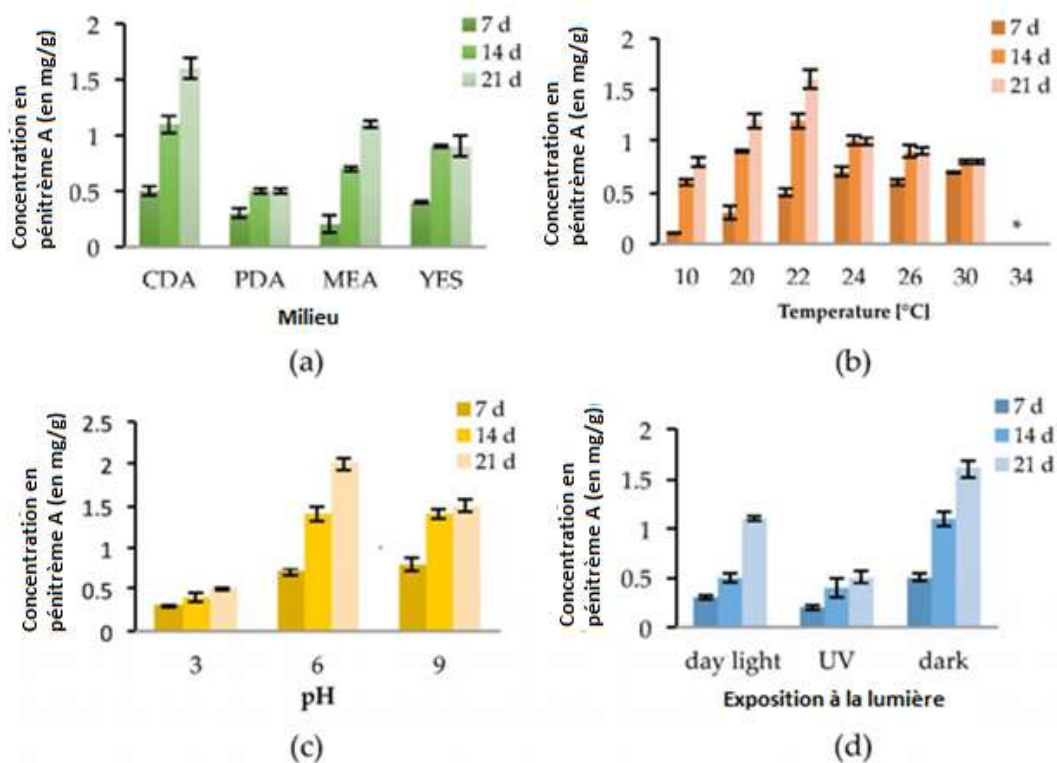 Concentration en
pénitrème A (en mg/g)
2
1.5
1
0.5
0
7 d
14 d
21 d
CDA PDA MEA YES
Milieu
(a)
Concentration en
pénitrème A (en mg/g)
2
1.5
1
0.5
0
7 d
14 d
21 d
*
10 20 22 24 26 30 34
Temperature [°C]
(b)
Concentration en
pénitrème A (en mg/g)
2.5
2
1.5
1
0.5
0
7 d
14 d
21 d
3 6 9
pH
(c)
Concentration en
pénitrème A (en mg/g)
2
1.5
1
0.5
0
7 d
14 d
21 d
day light UV dark
Exposition à la lumière
(d)